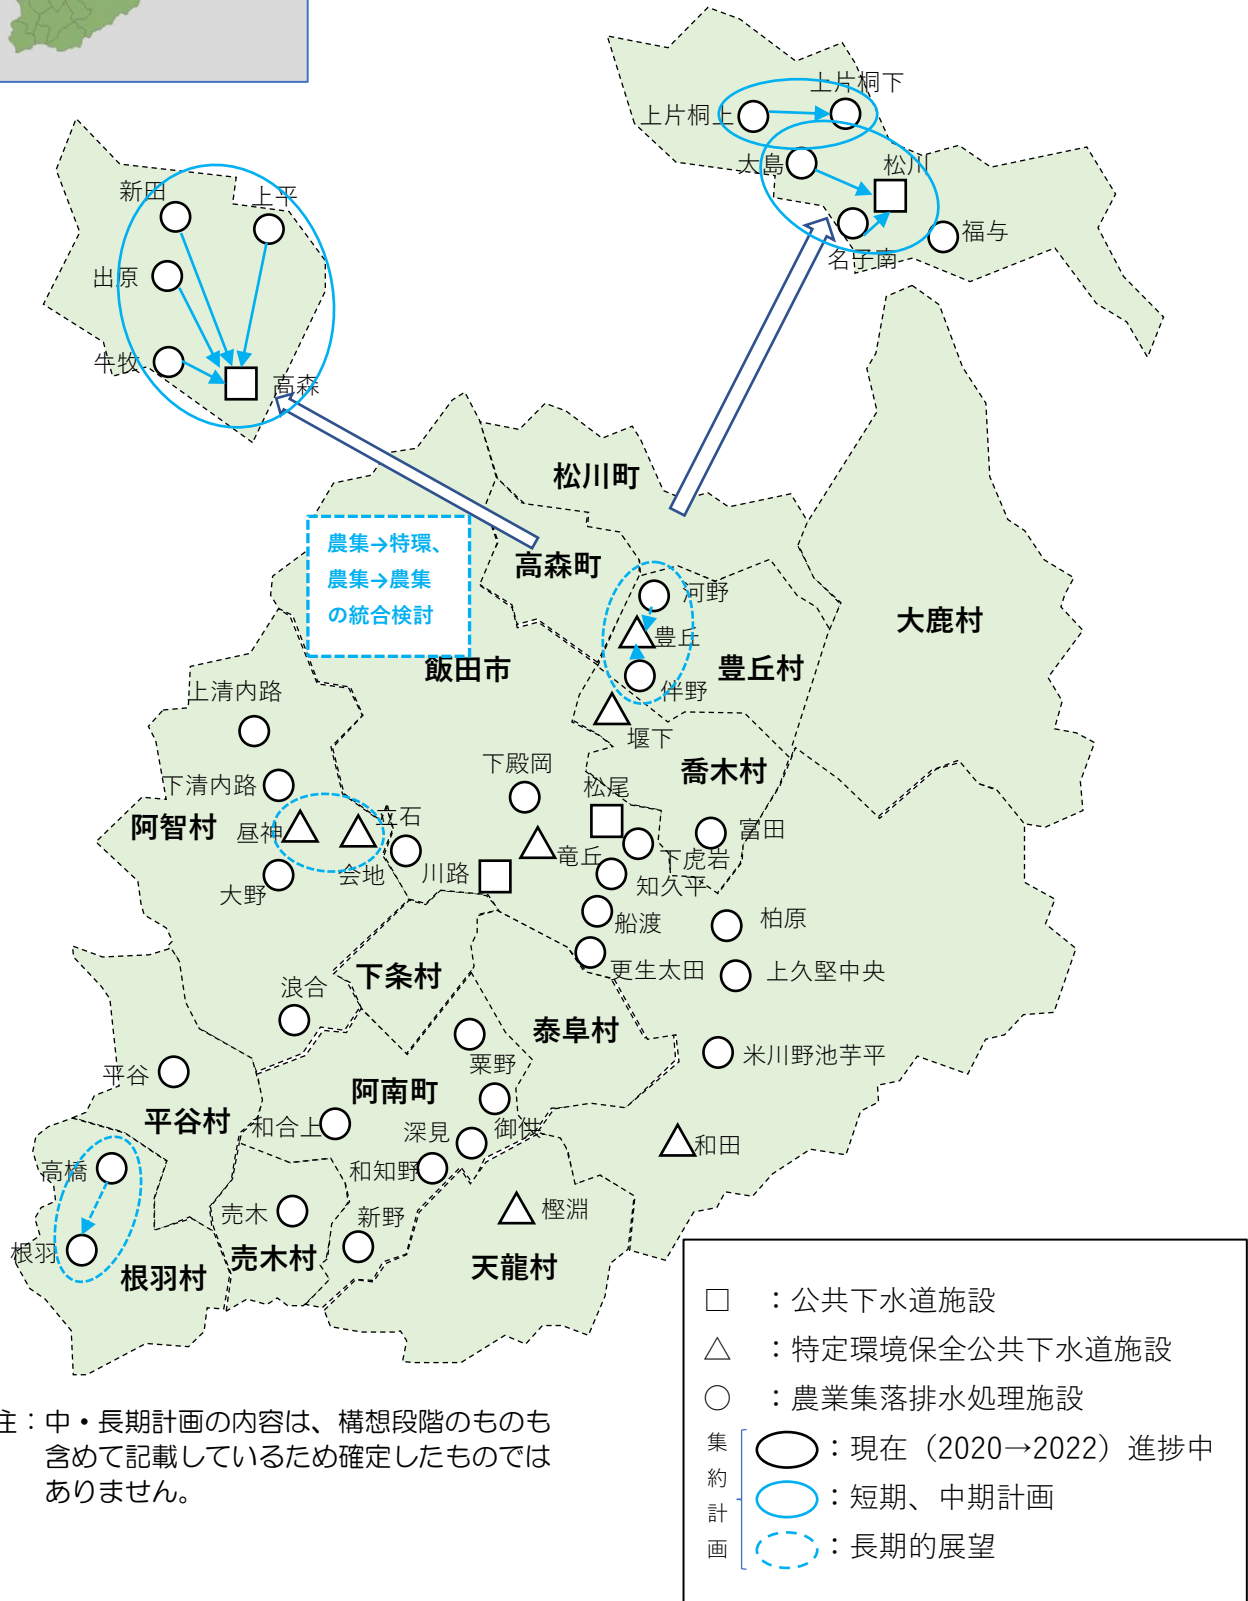 上片桐下
上片桐上
大島
松川
名子南
福与
新田
上平
出原
牛牧
高森
松川町
高森町
農集→特環、
農集→農集
の統合検討
河野
豊丘
伴野
大鹿村
豊丘村
飯田市
堰下
喬木村
上清内路
下清内路
下殿岡
松尾
富田
阿智村
昼神
立石
会地
川路
竜丘
下虎岩
知久平
大野
船渡
柏原
更生太田
上久堅中央
下条村
浪合
泰阜村
米川野池芋平
粟野
平谷
平谷村
阿南町
和合上
深見
御供
和田
高橋
和知野
売木
新野
樫淵
根羽
根羽村
売木村
天龍村
□ ：公共下水道施設
△ ：特定環境保全公共下水道施設
○ ：農業集落排水処理施設
集約計画
：現在（2020→2022）進捗中
：短期、中期計画
：長期的展望
注：中・長期計画の内容は、構想段階のものも
含めて記載しているため確定したものでは
ありません。